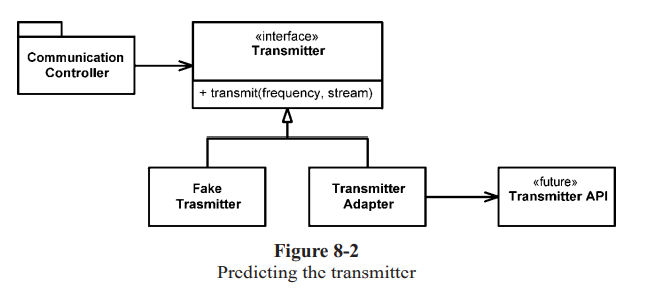 «interface»
Transmitter
Communication
Controller
+ transmit(frequency, stream)
Fake
Trasmitter
Transmitter
Adapter
«future»
Transmitter API
Figure 8-2
Predicting the transmitter